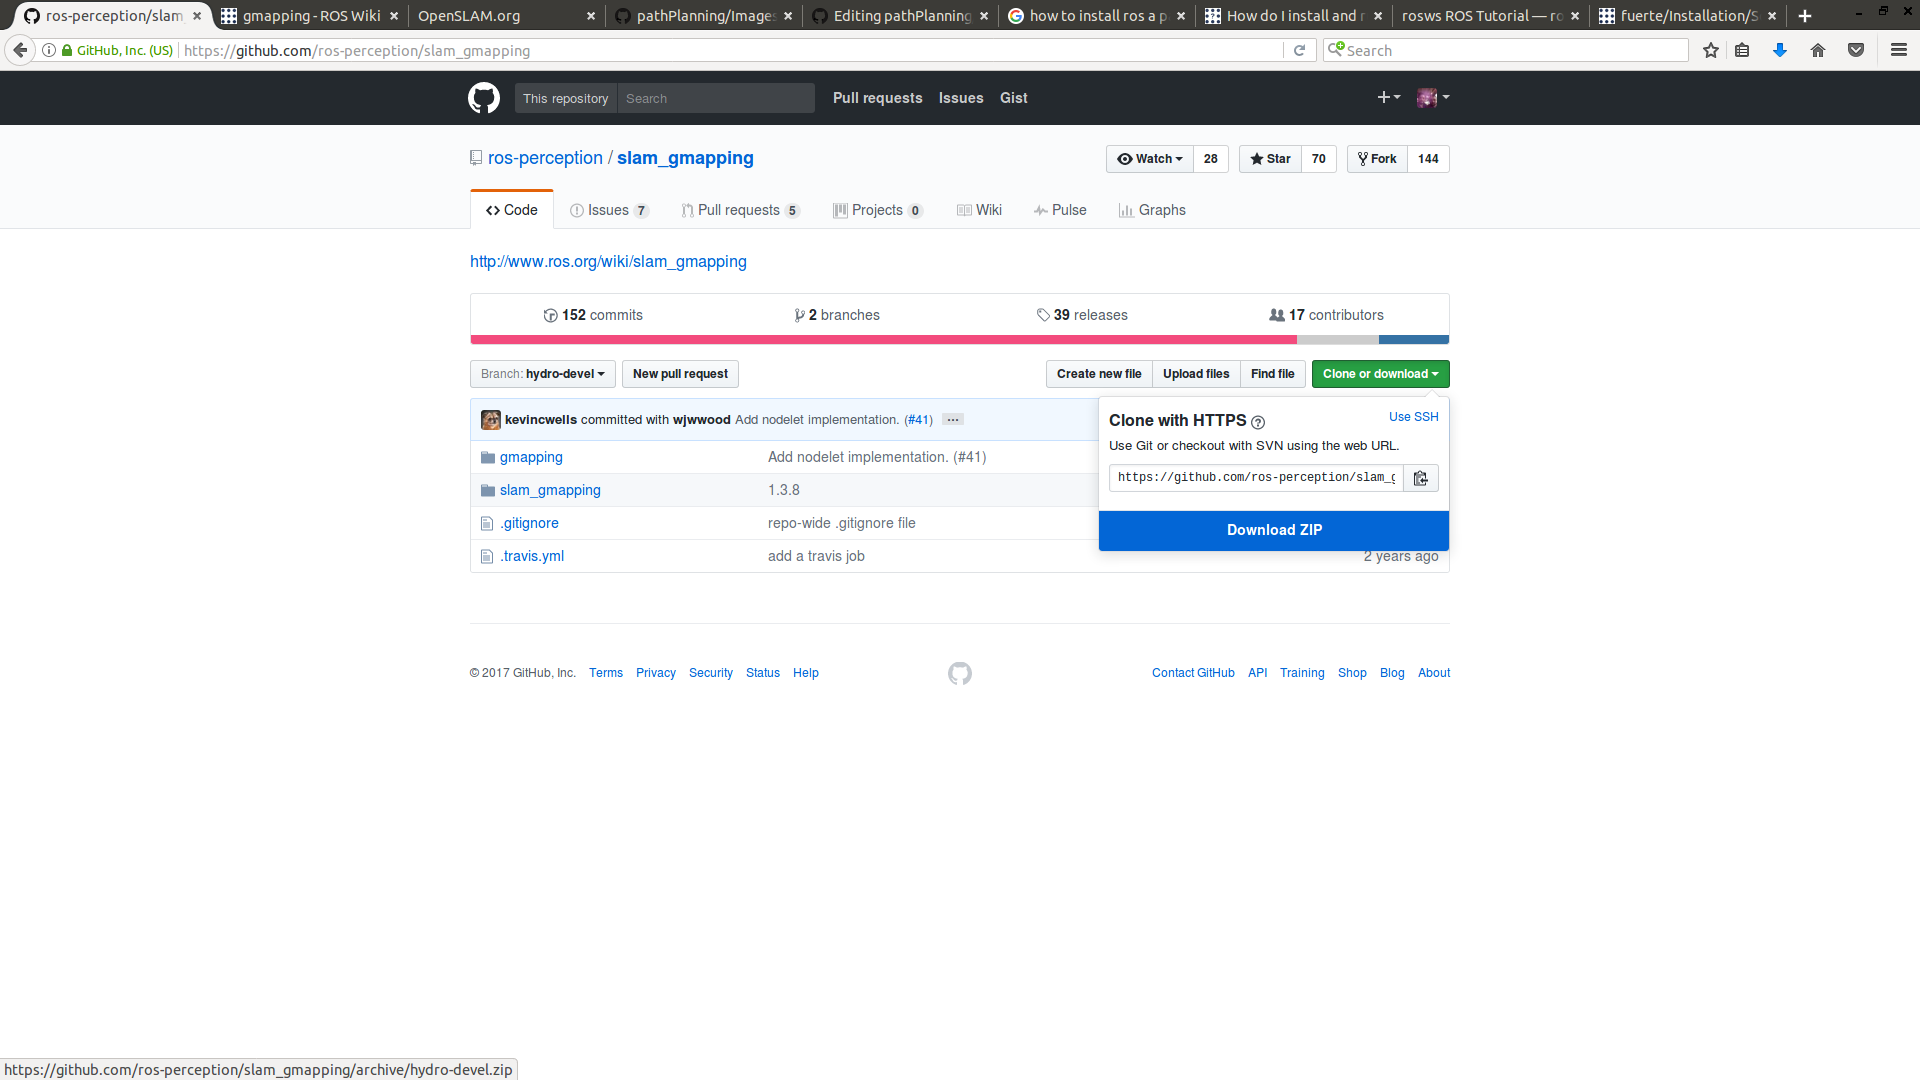 ros-perception/slam_
gmapping - ROS Wiki
OpenSLAM.org
pathPlanning/Images
Editing pathPlanning
how to install ros a p
How do I install and r
rosws ROS Tutorial — ro
fuerte/Installation/S
GitHub, Inc. (US)
https://github.com/ros-perception/slam_gmapping
Search
This repository
Search
Pull requests
Issues
Gist
ros-perception / slam_gmapping
Watch 28
Star 70
Fork 144
Code
Issues 7
Pull requests 5
Projects 0
Wiki
Pulse
Graphs
http://www.ros.org/wiki/slam_gmapping
152 commits
2 branches
39 releases
17 contributors
Branch: hydro-devel
New pull request
Create new file
Upload files
Find file
Clone or download
kevincwells committed with wjwwood Add nodelet implementation. (#41) …
Clone with HTTPS
Use SSH
Use Git or checkout with SVN using the web URL.
https://github.com/ros-perception/slam_g
Download ZIP
gmapping Add nodelet implementation. (#41)
slam_gmapping 1.3.8
.gitignore repo-wide .gitignore file
.travis.yml add a travis job 2 years ago
© 2017 GitHub, Inc. Terms Privacy Security Status Help
Contact GitHub API Training Shop Blog About
https://github.com/ros-perception/slam_gmapping/archive/hydro-devel.zip